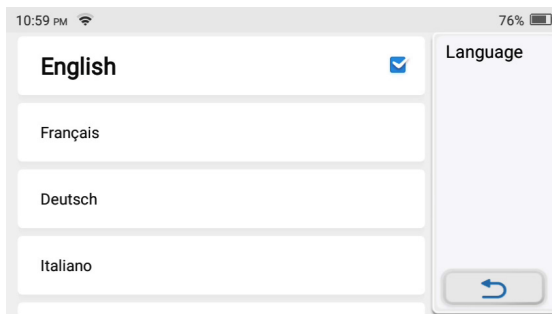 10:59 PM
76%
English
Language
Français
Deutsch
Italiano